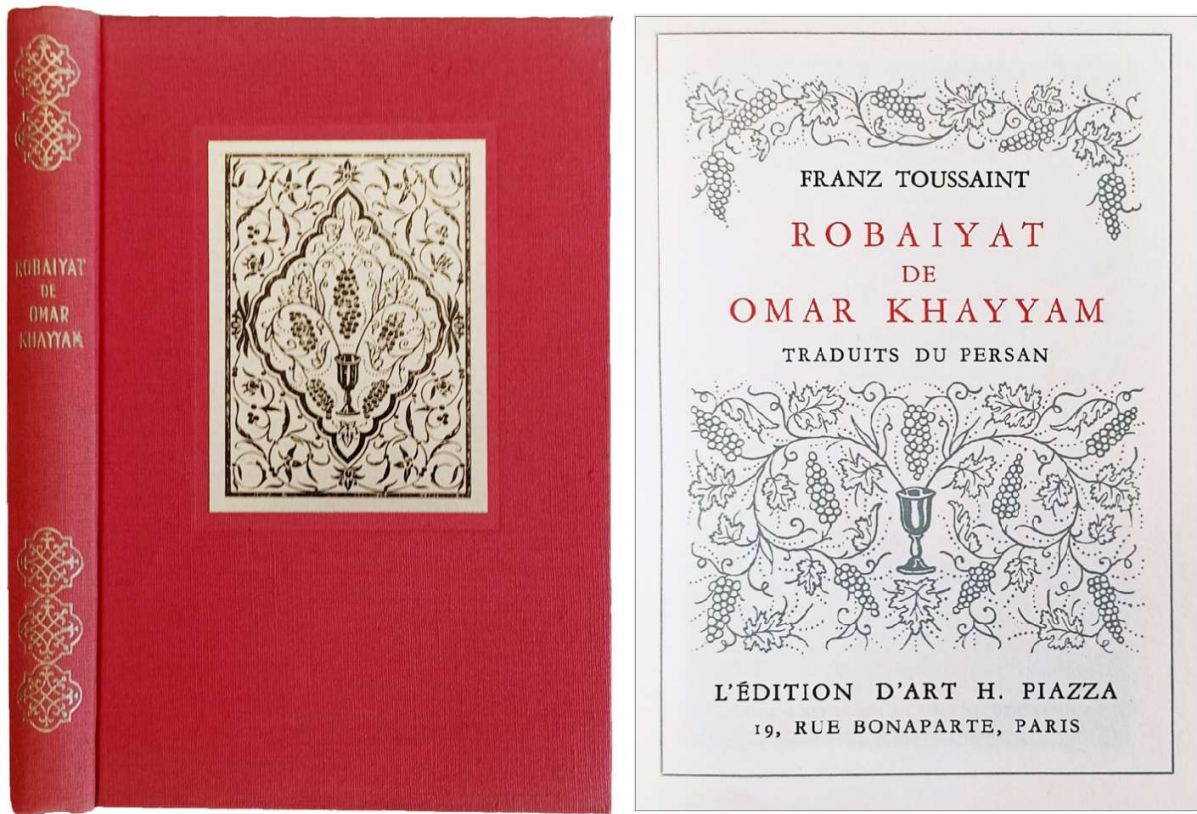 ROBAIYAT
DE
OMAR
KHAYYAM
FRANZ TOUSSAINT
ROBAIYAT
DE
OMAR KHAYYAM
TRADUITS DU PERSAN
L'ÉDITION D'ART H. PIAZZA
19, RUE BONAPARTE, PARIS